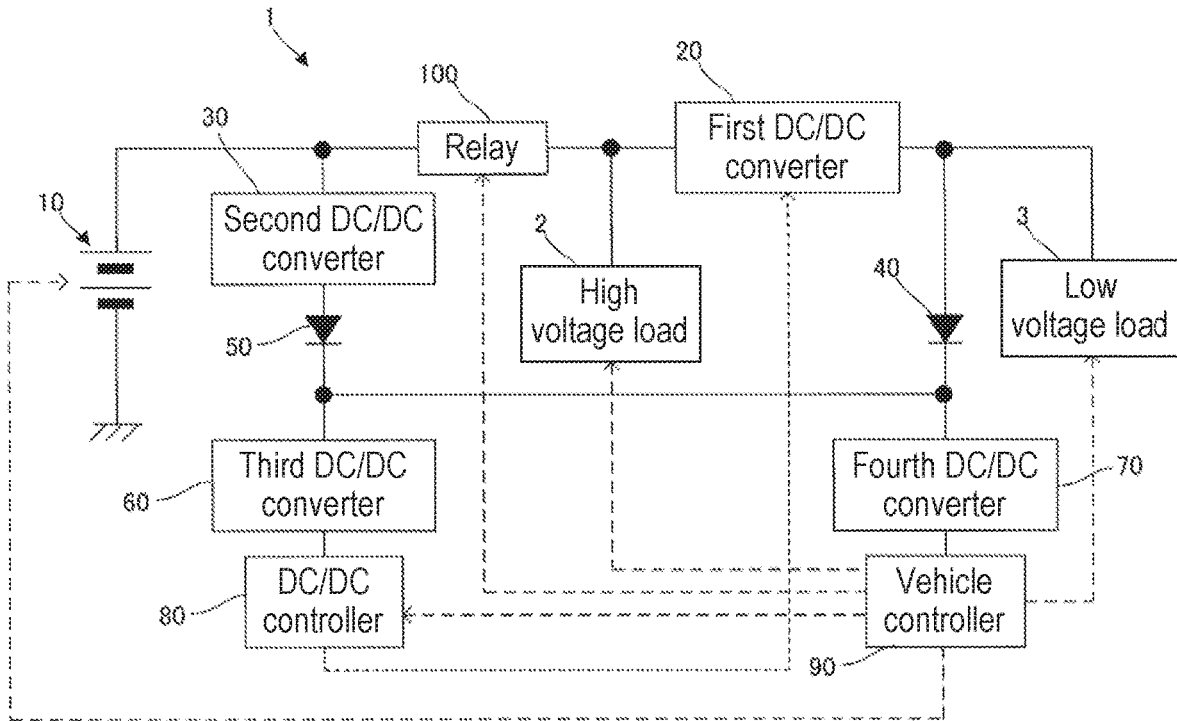 1
100
20
30
Relay
First DC/DC
converter
10
Second DC/DC
converter
2
3
High
voltage load
40
Low
voltage load
50
Third DC/DC
converter
60
Fourth DC/DC
converter
70
DC/DC
controller
80
Vehicle
controller
90